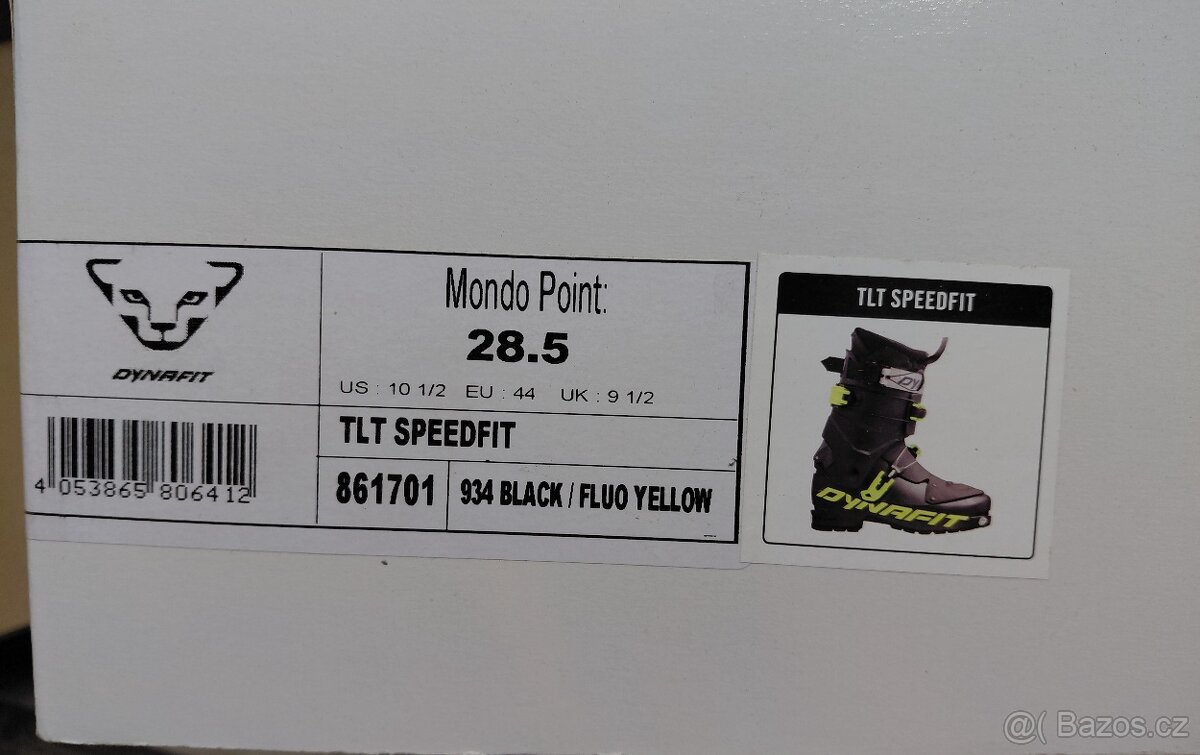 DYNAFIT
4 053865 806412
Mondo Point:
28.5
US : 10 1/2 EU : 44 UK : 9 1/2
TLT SPEEDFIT
861701
934 BLACK / FLUO YELLOW
TLT SPEEDFIT
DY
DYNAFIT
@( Bazos.cz